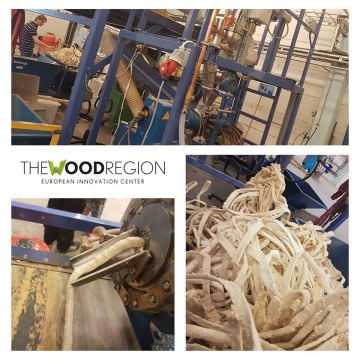 THEWOODREGION
EUROPEAN INNOVATION CENTER